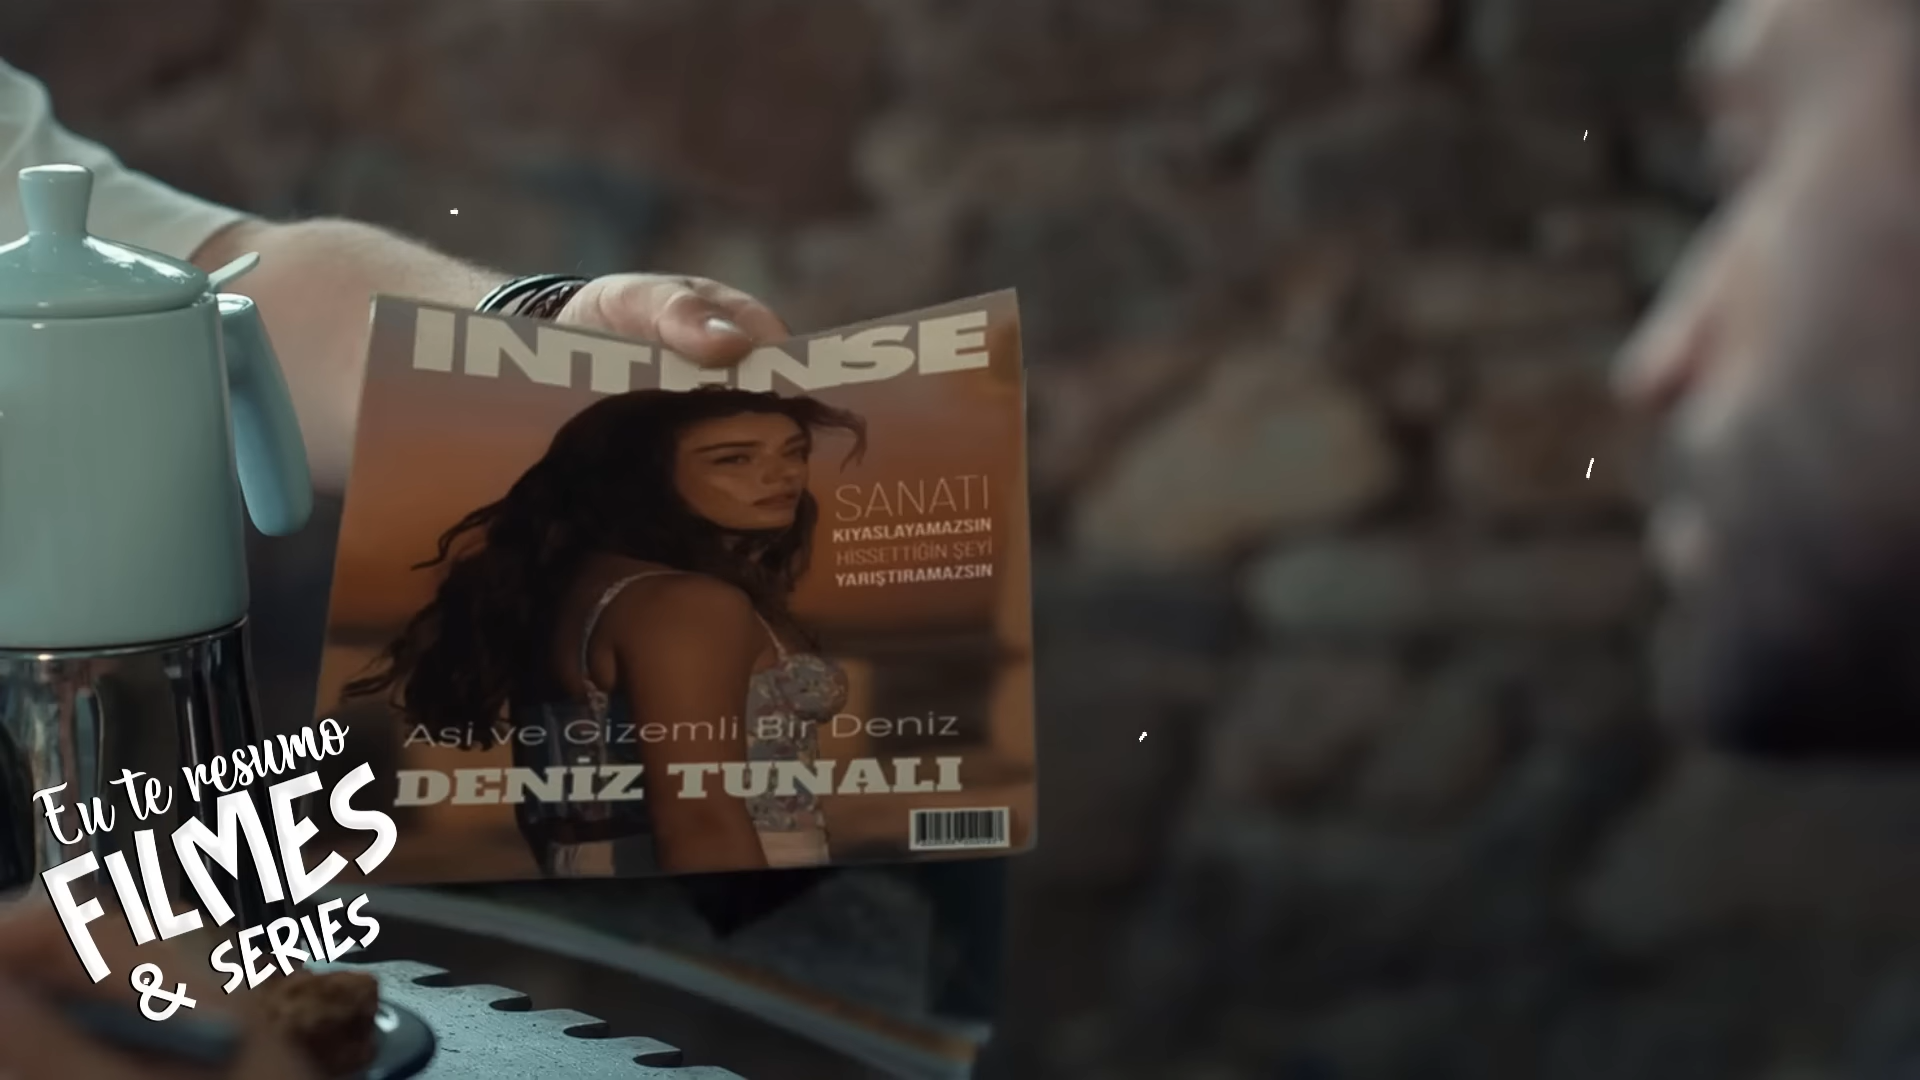 INTENSE
SANATI
KIYASLAYAMAZSIN
HİSSETTİĞİN ŞEYİ
YARIŞTIRAMAZSIN
Asi ve Gizemli Bir Deniz
DENİZ TUNALI
Eu te resumo
FILMES
& SERIES